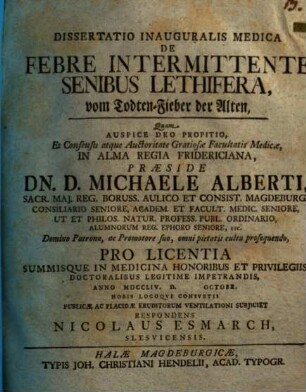 DISSERTATIO INAUGURALIS MEDICA
DE
FEBRE INTERMITTENTE
SENIBUS LETHIFERA,
vom Todten-Fieber der Alten,
Quam
AUSPICE DEO PROPITIO,
Et Consensu atque Auctoritate Gratiosæ Facultatis Medicæ,
IN ALMA REGIA FRIDERICIANA,
PRÆSIDE
DN. D. MICHAELE ALBERTI,
SACR. MAJ. REG. BORUSS. AULICO ET CONSIST. MAGDEBURG.
CONSILIARIO SENIORE, ACADEM. ET FACULT. MEDIC. SENIORE,
UT ET PHILOS. NATUR. PROFESS. PUBL. ORDINARIO,
ALUMNORUM REG. EPHORO SENIORE, etc.
Domino Patrono, ac Promotore suo, omni pietatis cultu prosequendo,
PRO LICENTIA
SUMMISQUE IN MEDICINA HONORIBUS ET PRIVILEGIIS
DOCTORALIBUS LEGITIME IMPETRANDIS,
ANNO MDCCLIV. D. OCTOBR.
HORIS LOCOQUE CONSUETIS
PUBLICÆ AC PLACIDÆ ERUDITORUM VENTILATIONI SUBJICIET
RESPONDENS
NICOLAUS ESMARCH,
SLESVICENSIS.
HALÆ MAGDEBURGICÆ,
TYPIS JOH. CHRISTIANI HENDELII, ACAD. TYPOGR.